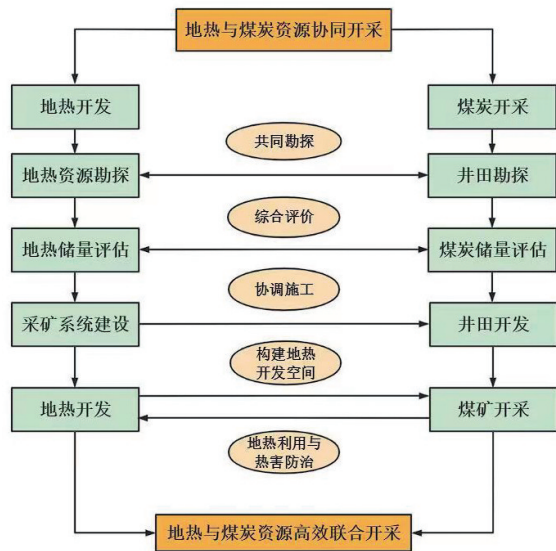 地热与煤炭资源协同开采
地热开发
煤炭开采
共同勘探
地热资源勘探
井田勘探
综合评价
地热储量评估
煤炭储量评估
协调施工
采矿系统建设
井田开发
构建地热
开发空间
地热开发
煤矿开采
地热利用与
热害防治
地热与煤炭资源高效联合开采